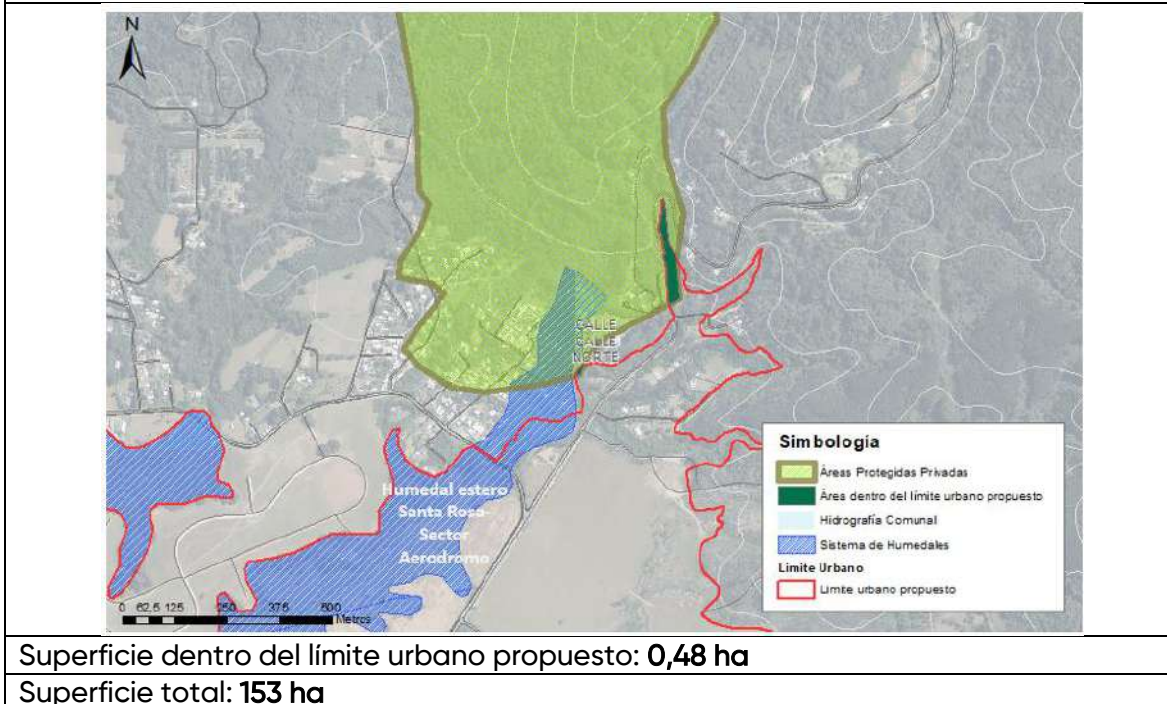 N
CALLE
CALLE
NORTE
Humedal estero
Santa Rosa-
Sector
Aerodromo
Simbología
Áreas Protegidas Privadas
Área dentro del límite urbano propuesto
Hidrografía Comunal
Sistema de Humedales
Limite Urbano
Limite urbano propuesto
0 62,5 125 250 375 500
Metros
Superficie dentro del límite urbano propuesto: 0,48 ha
Superficie total: 153 ha